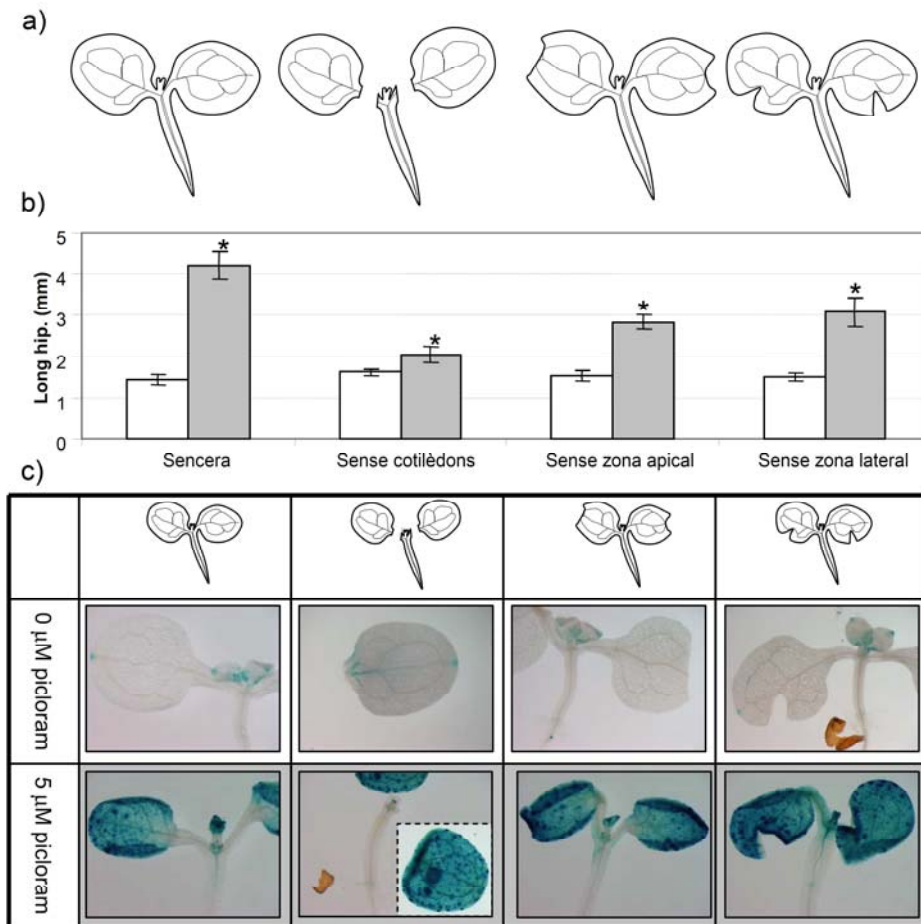 a)
b)
Long hip. (mm)
5
4
3
2
1
0
* * * *
Sencera Sense cotilèdons Sense zona apical Sense zona lateral
c)
0 µM picloram
5 µM picloram